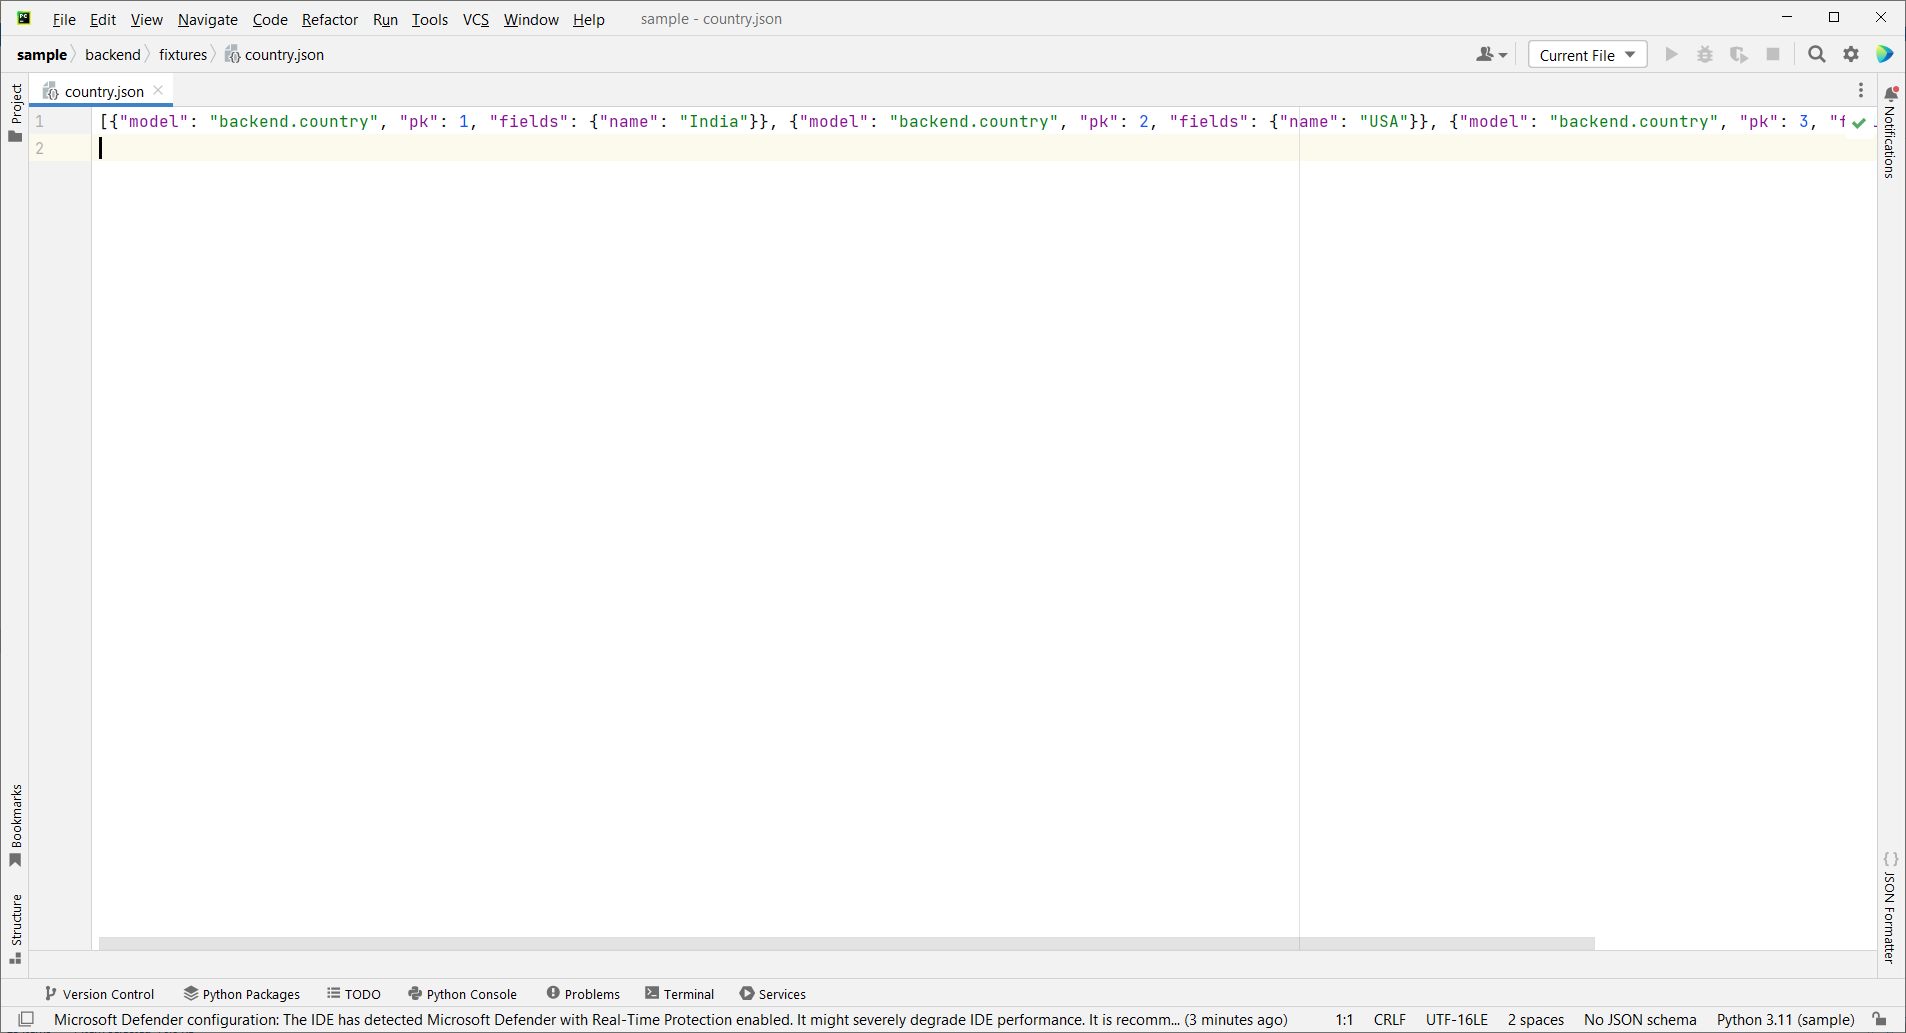 File Edit View Navigate Code Refactor Run Tools VCS Window Help sample - country.json
sample backend fixtures country.json Current File
country.json
1 [{"model": "backend.country", "pk": 1, "fields": {"name": "India"}}, {"model": "backend.country", "pk": 2, "fields": {"name": "USA"}}, {"model": "backend.country", "pk": 3, "f
2
Project
Bookmarks
Structure
Notifications
JSON Formatter
Version Control Python Packages TODO Python Console Problems Terminal Services
Microsoft Defender configuration: The IDE has detected Microsoft Defender with Real-Time Protection enabled. It might severely degrade IDE performance. It is recomm... (3 minutes ago) 1:1 CRLF UTF-16LE 2 spaces No JSON schema Python 3.11 (sample)